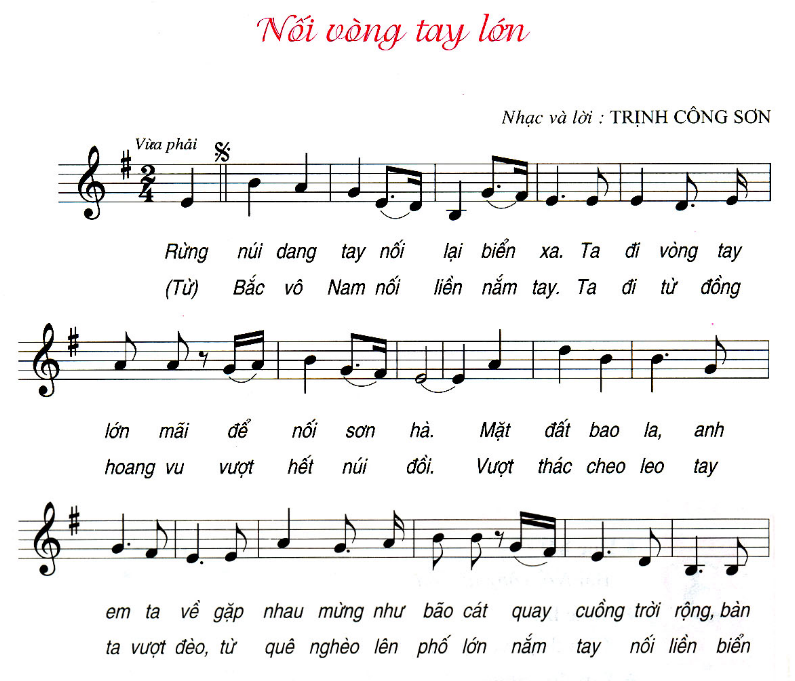 Nối vòng tay lớn
Nhạc và lời : TRỊNH CÔNG SƠN
Vừa phải
2
4
Rừng núi dang tay nối lại biển xa. Ta đi vòng tay
(Từ) Bắc vô Nam nối liền nắm tay. Ta đi từ đồng
lớn mãi để nối sơn hà. Mặt đất bao la, anh
hoang vu vượt hết núi đồi. Vượt thác cheo leo tay
em ta về gặp nhau mừng như bão cát quay cuồng trời rộng, bàn
ta vượt đèo, từ quê nghèo lên phố lớn nắm tay nối liền biển